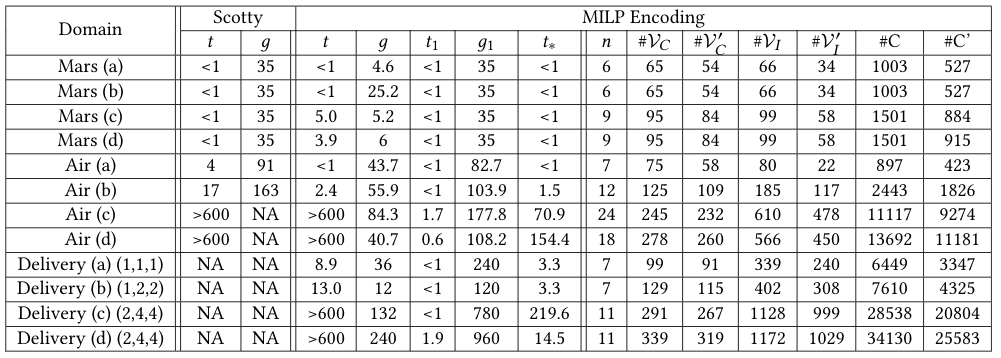 Domain Scotty MILP Encoding
t g t g t₁ g₁ t∗ n #𝒱_C #𝒱′_C #𝒱_I #𝒱′_I #C #C'
Mars (a) <1 35 <1 4.6 <1 35 <1 6 65 54 66 34 1003 527
Mars (b) <1 35 <1 25.2 <1 35 <1 6 65 54 66 34 1003 527
Mars (c) <1 35 5.0 5.2 <1 35 <1 9 95 84 99 58 1501 884
Mars (d) <1 35 3.9 6 <1 35 <1 9 95 84 99 58 1501 915
Air (a) 4 91 <1 43.7 <1 82.7 <1 7 75 58 80 22 897 423
Air (b) 17 163 2.4 55.9 <1 103.9 1.5 12 125 109 185 117 2443 1826
Air (c) >600 NA >600 84.3 1.7 177.8 70.9 24 245 232 610 478 11117 9274
Air (d) >600 NA >600 40.7 0.6 108.2 154.4 18 278 260 566 450 13692 11181
Delivery (a) (1,1,1) NA NA 8.9 36 <1 240 3.3 7 99 91 339 240 6449 3347
Delivery (b) (1,2,2) NA NA 13.0 12 <1 120 3.3 7 129 115 402 308 7610 4325
Delivery (c) (2,4,4) NA NA >600 132 <1 780 219.6 11 291 267 1128 999 28538 20804
Delivery (d) (2,4,4) NA NA >600 240 1.9 960 14.5 11 339 319 1172 1029 34130 25583